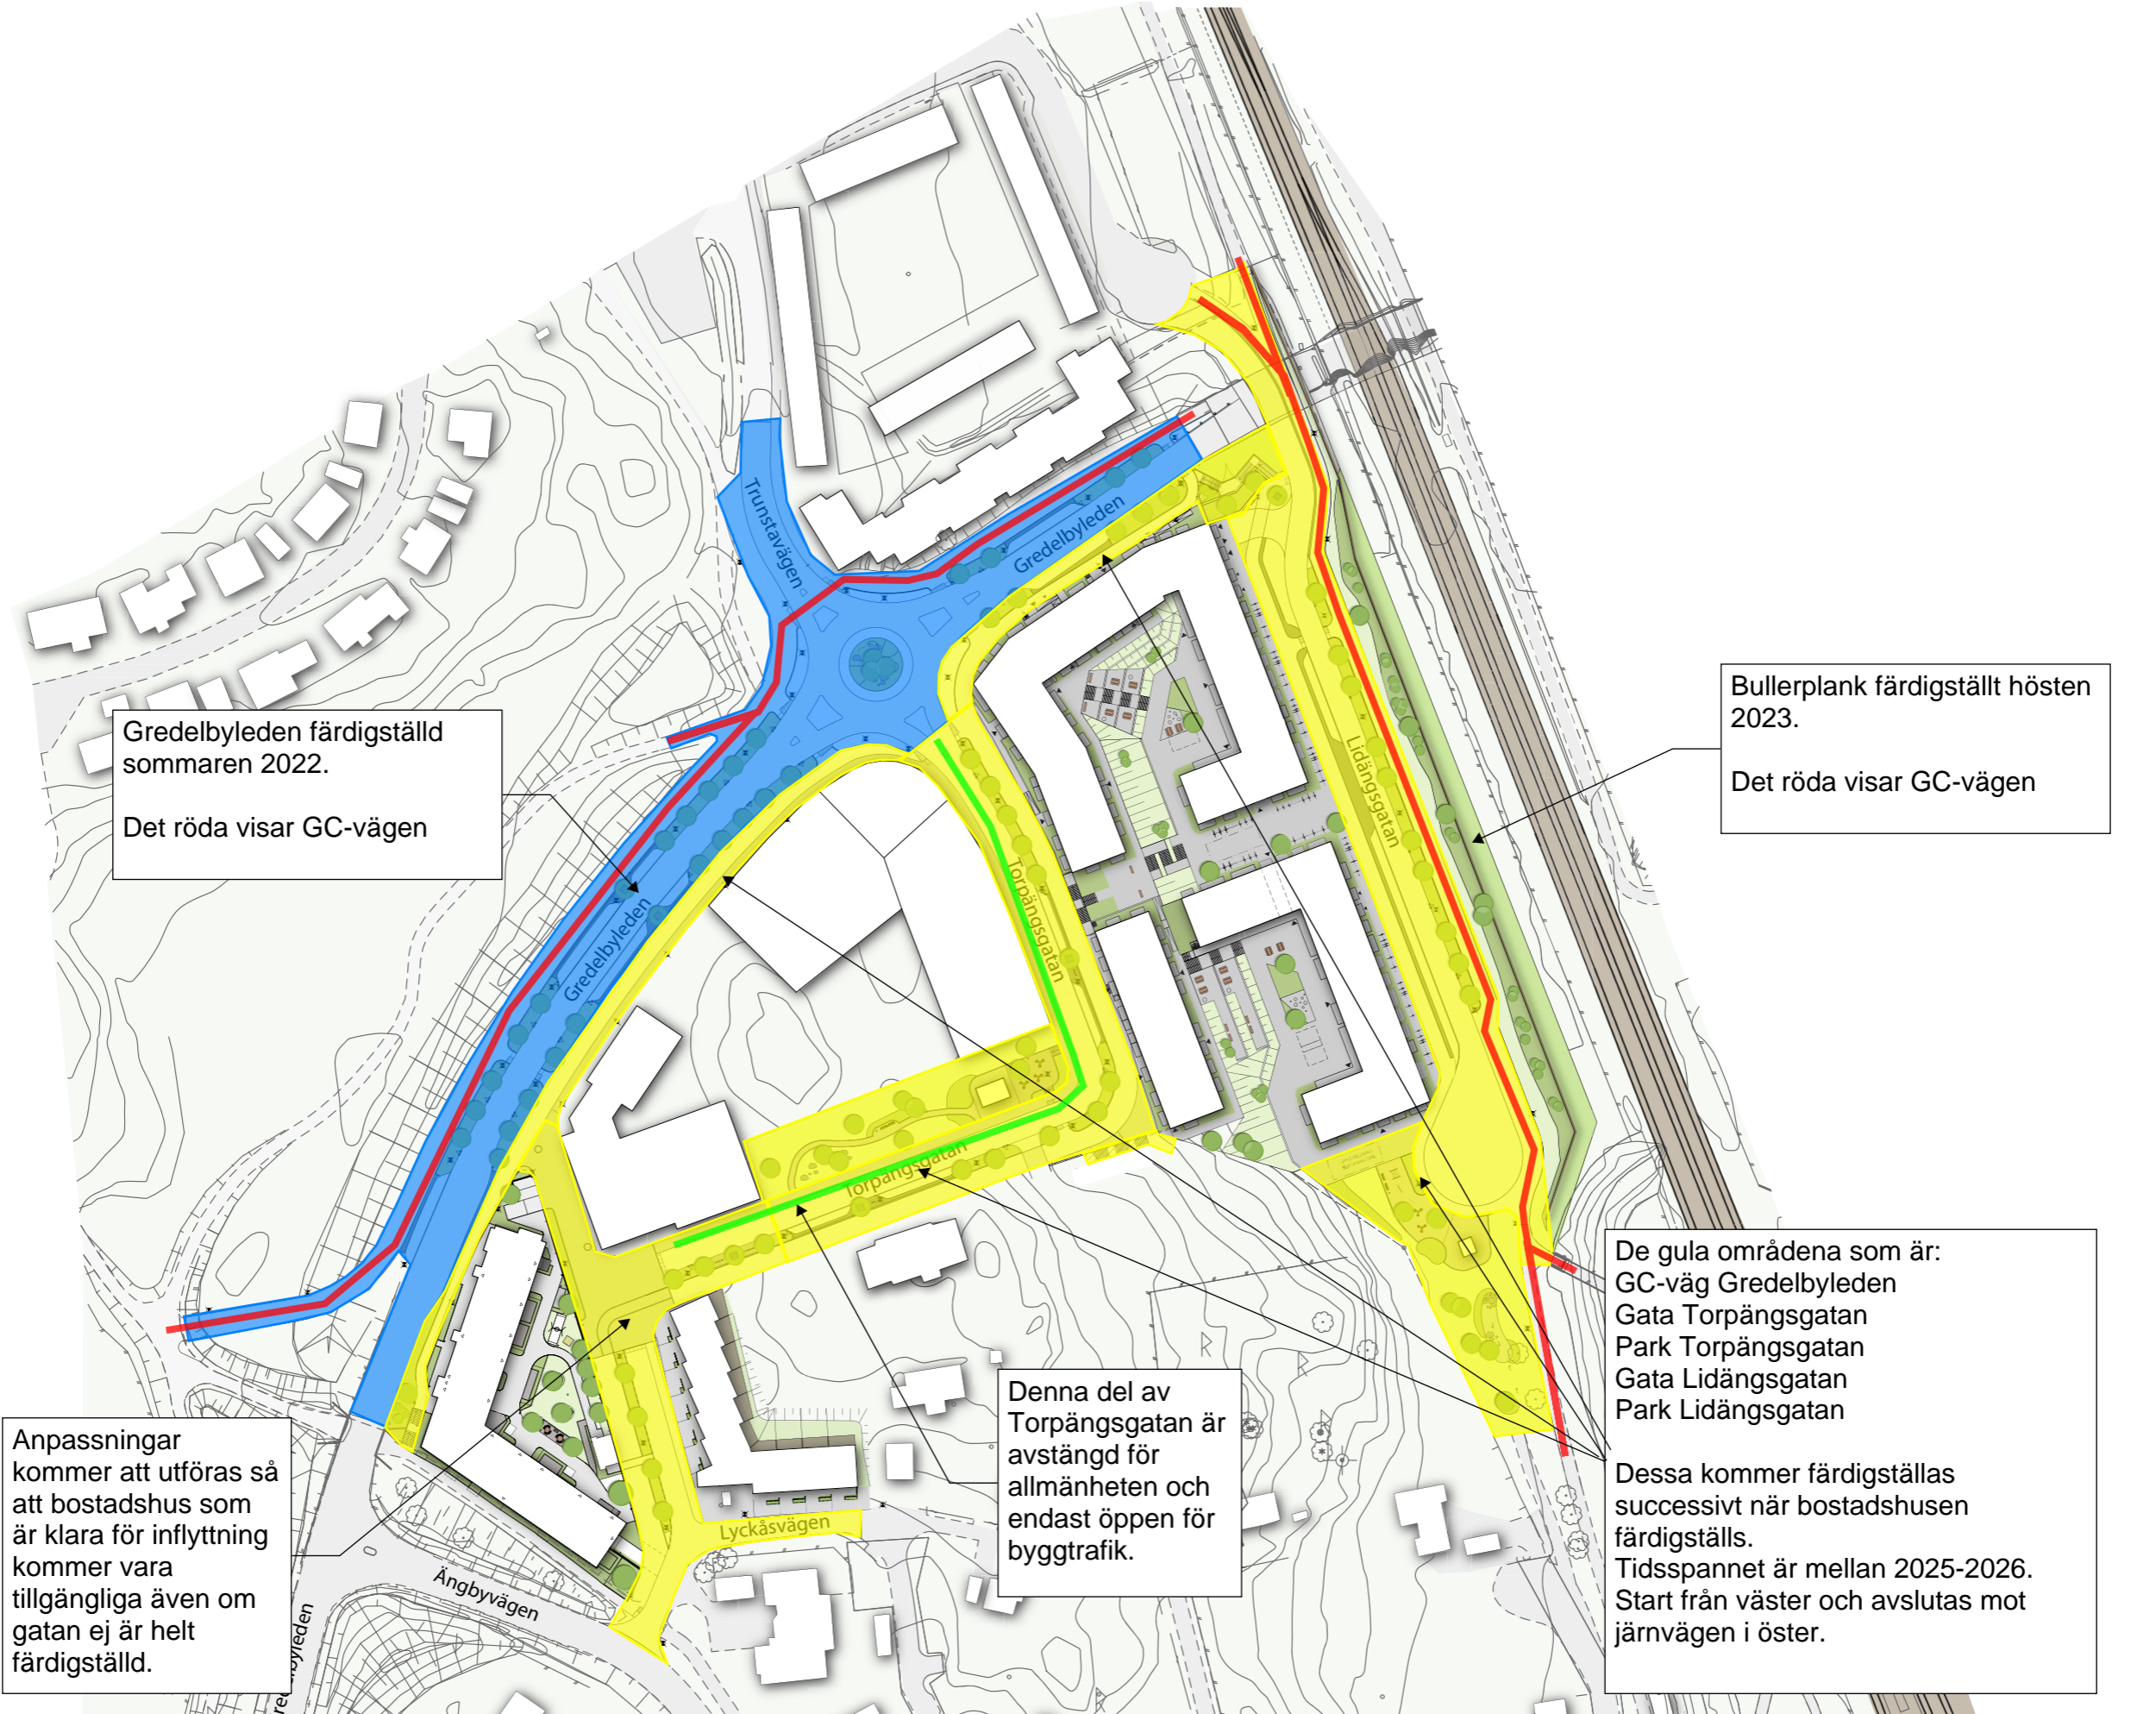 Trunstavägen
Gredelbyleden
Lidängsgatan
Torpängsgatan
Gredelbyleden
Torpängsgatan
Lyckåsvägen
Ängbyvägen
Gredelbyleden färdigställd
sommaren 2022.
Det röda visar GC-vägen
Bullerplank färdigställt hösten
2023.
Det röda visar GC-vägen
De gula områdena som är:
GC-väg Gredelbyleden
Gata Torpängsgatan
Park Torpängsgatan
Gata Lidängsgatan
Park Lidängsgatan
Dessa kommer färdigställas
successivt när bostadshusen
färdigställs.
Tidsspannet är mellan 2025-2026.
Start från väster och avslutas mot
järnvägen i öster.
Denna del av
Torpängsgatan är
avstängd för
allmänheten och
endast öppen för
byggtrafik.
Anpassningar
kommer att utföras så
att bostadshus som
är klara för inflyttning
kommer vara
tillgängliga även om
gatan ej är helt
färdigställd.